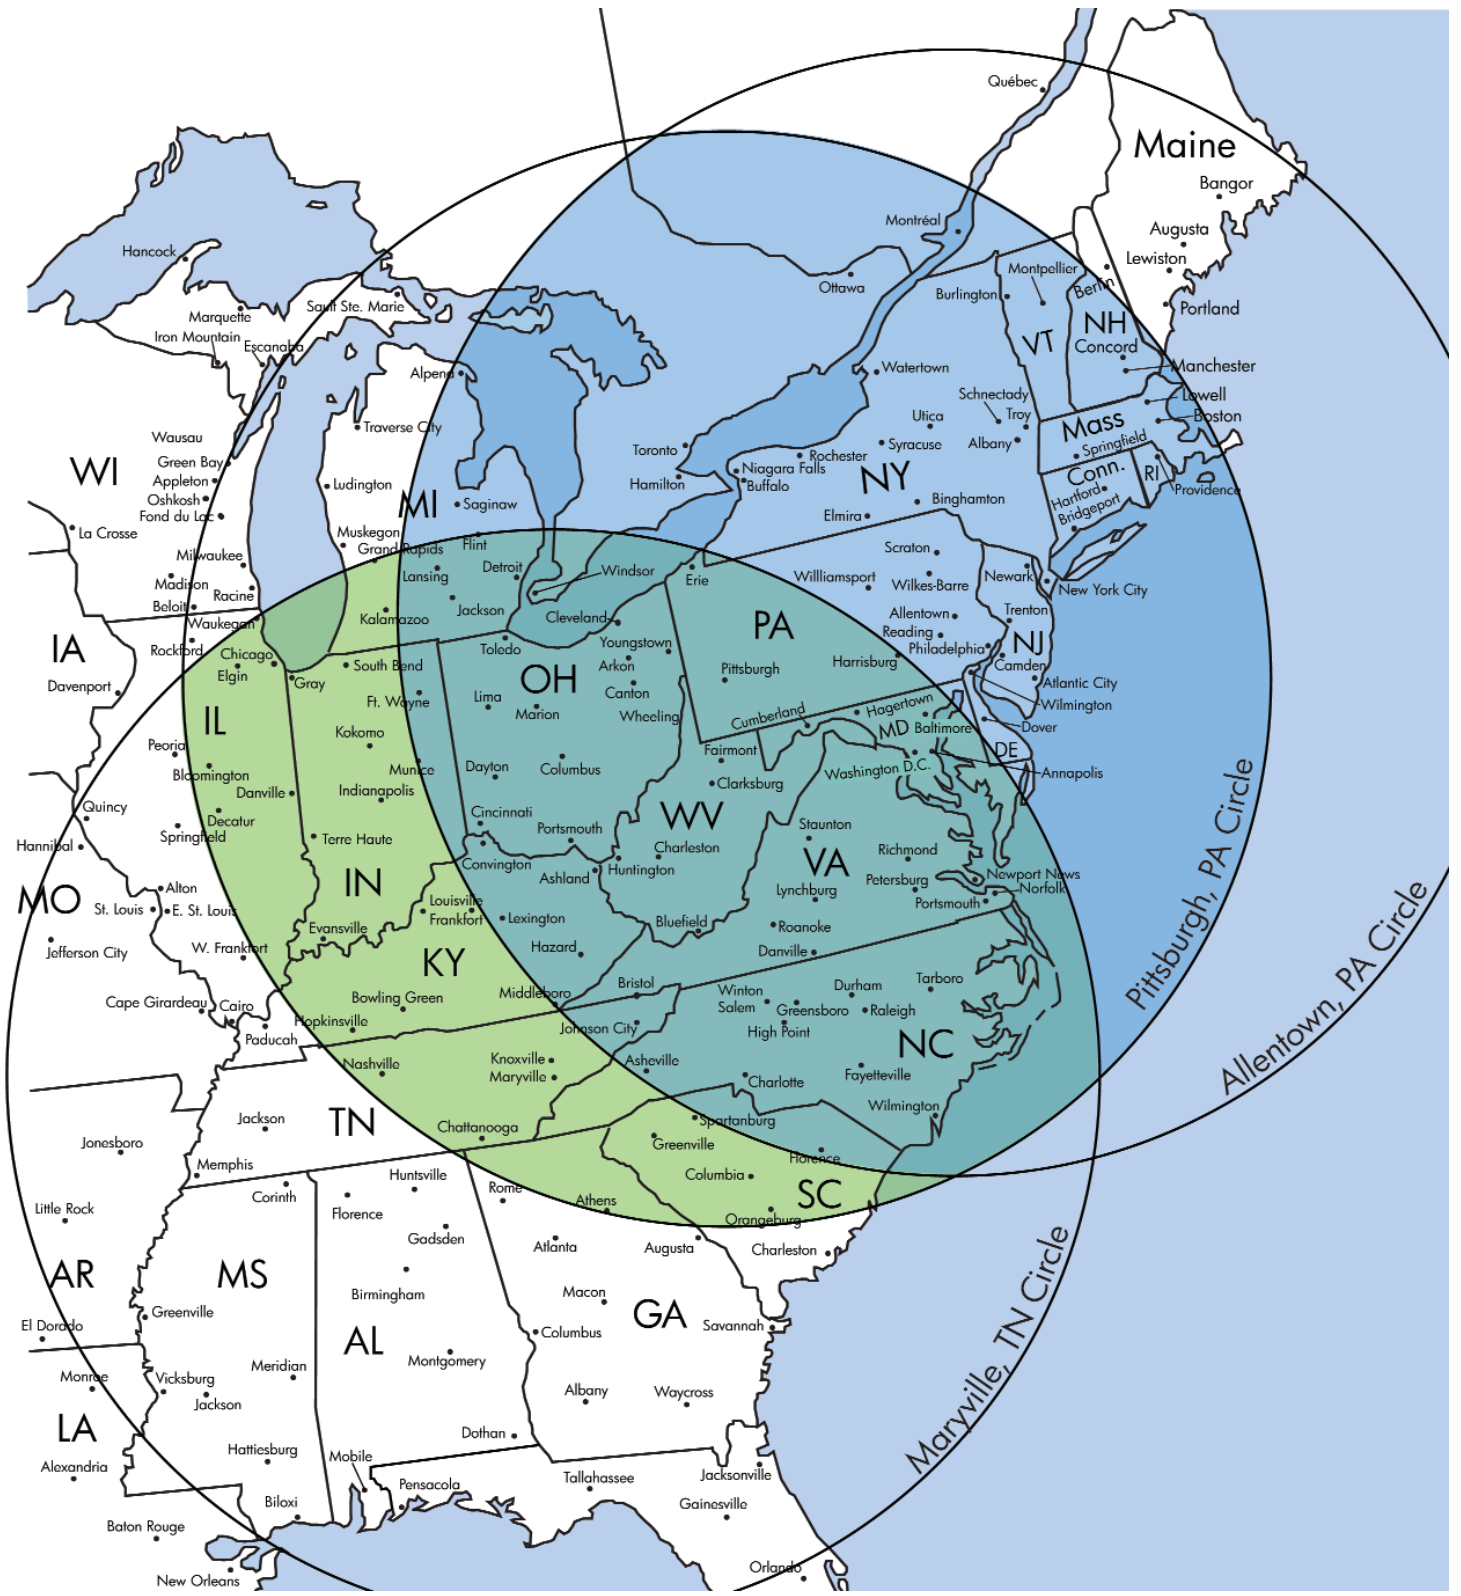 Québec
Maine
Bangor
Montréal
Augusta
Hancock
Lewiston
Montpellier
Ottawa
Berlin
Burlington
Sault Ste. Marie
Portland
Marquette
NH
Iron Mountain
VT
Escanaba
Concord
Alpena
Watertown
Manchester
Schnectady
Lowell
Utica
Troy
Boston
Traverse City
Mass
Wausau
Albany
Syracuse
Springfield
Toronto
Rochester
Green Bay
WI
Niagara Falls
NY
Conn.
RI
Appleton
Hamilton
Buffalo
Ludington
Providence
Oshkosh
MI
Saginaw
Hartford
Binghamton
Fond du Lac
Elmira
Bridgeport
La Crosse
Muskegon
Grand Rapids
Flint
Scraton
Milwaukee
Detroit
Windsor
Erie
Lansing
Willliamsport
Wilkes-Barre
Newark
New York City
Madison
Racine
Beloit
Jackson
Allentown
Trenton
Kalamazoo
Cleveland
Waukegan
PA
Reading
IA
Rockford
Toledo
Youngstown
NJ
Philadelphia
Chicago
South Bend
Arkon
Pittsburgh
Harrisburg
Camden
Elgin
Gray
OH
Atlantic City
Davenport
Ft. Wayne
Lima
Canton
Marion
Wheeling
Cumberland
Hagertown
Wilmington
IL
Kokomo
MD
Baltimore
Dover
Peoria
Fairmont
DE
Bloomington
Munice
Dayton
Columbus
Washington D.C.
Annapolis
Danville
Indianapolis
Clarksburg
Pittsburgh, PA Circle
Quincy
Decatur
Cincinnati
WV
Springfield
Portsmouth
Staunton
Hannibal
Terre Haute
Charleston
Richmond
Convington
VA
IN
Ashland
Huntington
Petersburg
Newport News
Alton
Lynchburg
Norfolk
MO
St. Louis
E. St. Louis
Louisville
Portsmouth
Frankfort
Lexington
Bluefield
Evansville
Roanoke
Jefferson City
W. Frankfort
Hazard
Danville
KY
Allentown, PA Circle
Bristol
Tarboro
Cape Girardeau
Cairo
Bowling Green
Middleboro
Winton
Salem
Durham
Greensboro
Raleigh
Hopkinsville
Johnson City
High Point
Paducah
NC
Nashville
Knoxville
Asheville
Maryville
Charlotte
Fayetteville
Wilmington
Jackson
TN
Chattanooga
Spartanburg
Jonesboro
Greenville
Florence
Memphis
Huntsville
Columbia
Corinth
Rome
SC
Athens
Little Rock
Florence
Orangeburg
Gadsden
Atlanta
Augusta
Charleston
AR
MS
Birmingham
Macon
Greenville
GA
El Dorado
AL
Columbus
Savannah
Maryville, TN Circle
Meridian
Montgomery
Monroe
Vicksburg
Jackson
Albany
Waycross
LA
Dothan
Hattiesburg
Mobile
Alexandria
Tallahassee
Jacksonville
Pensacola
Biloxi
Gainesville
Baton Rouge
Orlando
New Orleans